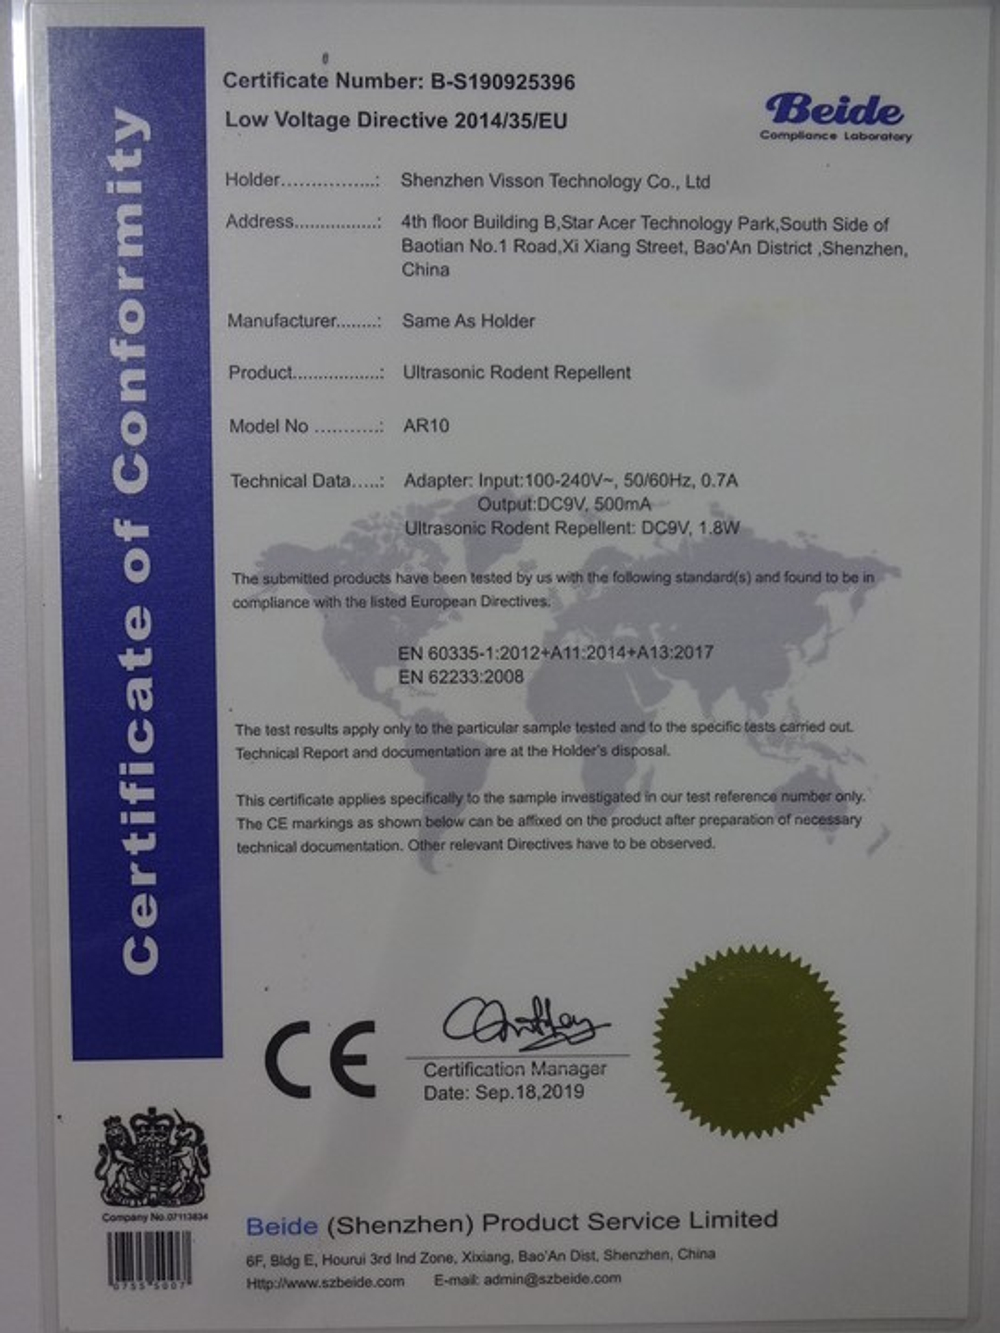 Certificate of Conformity
Certificate Number: B-S190925396
Low Voltage Directive 2014/35/EU
Beide
Compliance Laboratory
Holder................: Shenzhen Visson Technology Co., Ltd
Address................: 4th floor Building B,Star Acer Technology Park,South Side of
Baotian No.1 Road,Xi Xiang Street, Bao'An District ,Shenzhen,
China
Manufacturer........: Same As Holder
Product.................: Ultrasonic Rodent Repellent
Model No ...........: AR10
Technical Data.....: Adapter: Input:100-240V~, 50/60Hz, 0.7A
Output:DC9V, 500mA
Ultrasonic Rodent Repellent: DC9V, 1.8W
The submitted products have been tested by us with the following standard(s) and found to be in
compliance with the listed European Directives.
EN 60335-1:2012+A11:2014+A13:2017
EN 62233:2008
The test results apply only to the particular sample tested and to the specific tests carried out.
Technical Report and documentation are at the Holder's disposal.
This certificate applies specifically to the sample investigated in our test reference number only.
The CE markings as shown below can be affixed on the product after preparation of necessary
technical documentation. Other relevant Directives have to be observed.
CE
Certification Manager
Date: Sep.18,2019
Company No.07113834
0755 5007
Beide (Shenzhen) Product Service Limited
6F, Bldg E, Hourui 3rd Ind Zone, Xixiang, Bao'An Dist, Shenzhen, China
Http://www.szbeide.com E-mail: admin@szbeide.com